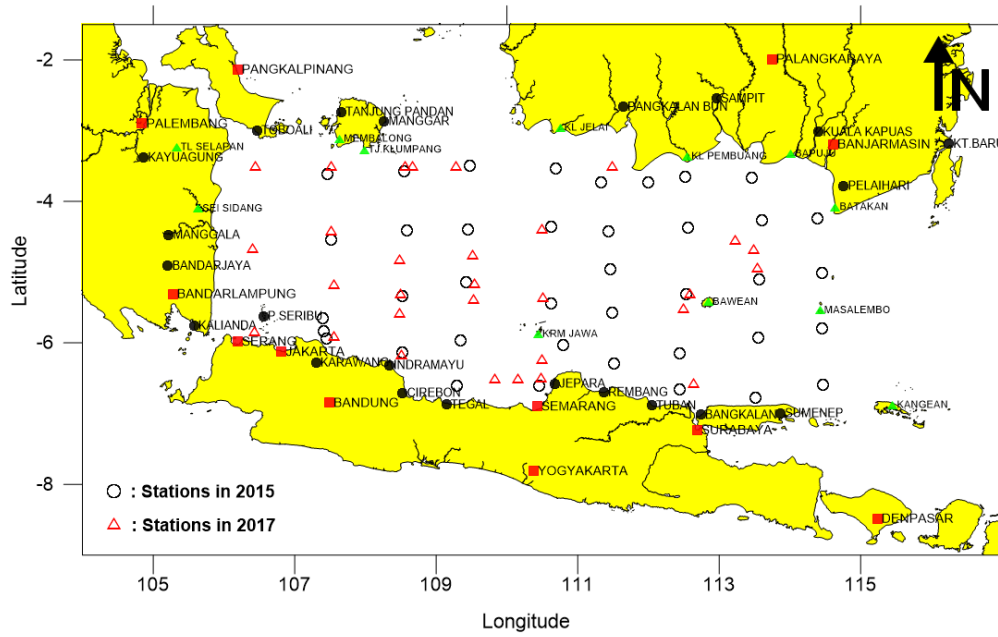 -2
-4
-6
-8
Latitude
N
PANGKALPINANG
PALANGKARAYA
TANJUNG PANDAN
MANGGAR
PANGKALAN BUN
SAMPIT
PALEMBANG
TOBOALI
MEMBALONG
KL JELAI
KUALA KAPUAS
TL SELAPAN
TJ.KLUMPANG
BANJARMASIN
KT.BARU
KAYUAGUNG
KL PEMBUANG
BAPUJU
PELAIHARI
SEI SIDANG
BATAKAN
MANGGALA
BANDARJAYA
BANDARLAMPUNG
BAWEAN
MASALEMBO
P.SERIBU
KALIANDA
KRM JAWA
SERANG
JAKARTA
KARAWANG
INDRAMAYU
JEPARA
REMBANG
BANDUNG
CIREBON
TEGAL
SEMARANG
TUBAN
BANGKALAN
SUMENEP
KANGEAN
SURABAYA
YOGYAKARTA
DENPASAR
: Stations in 2015
: Stations in 2017
105
107
109
111
113
115
Longitude